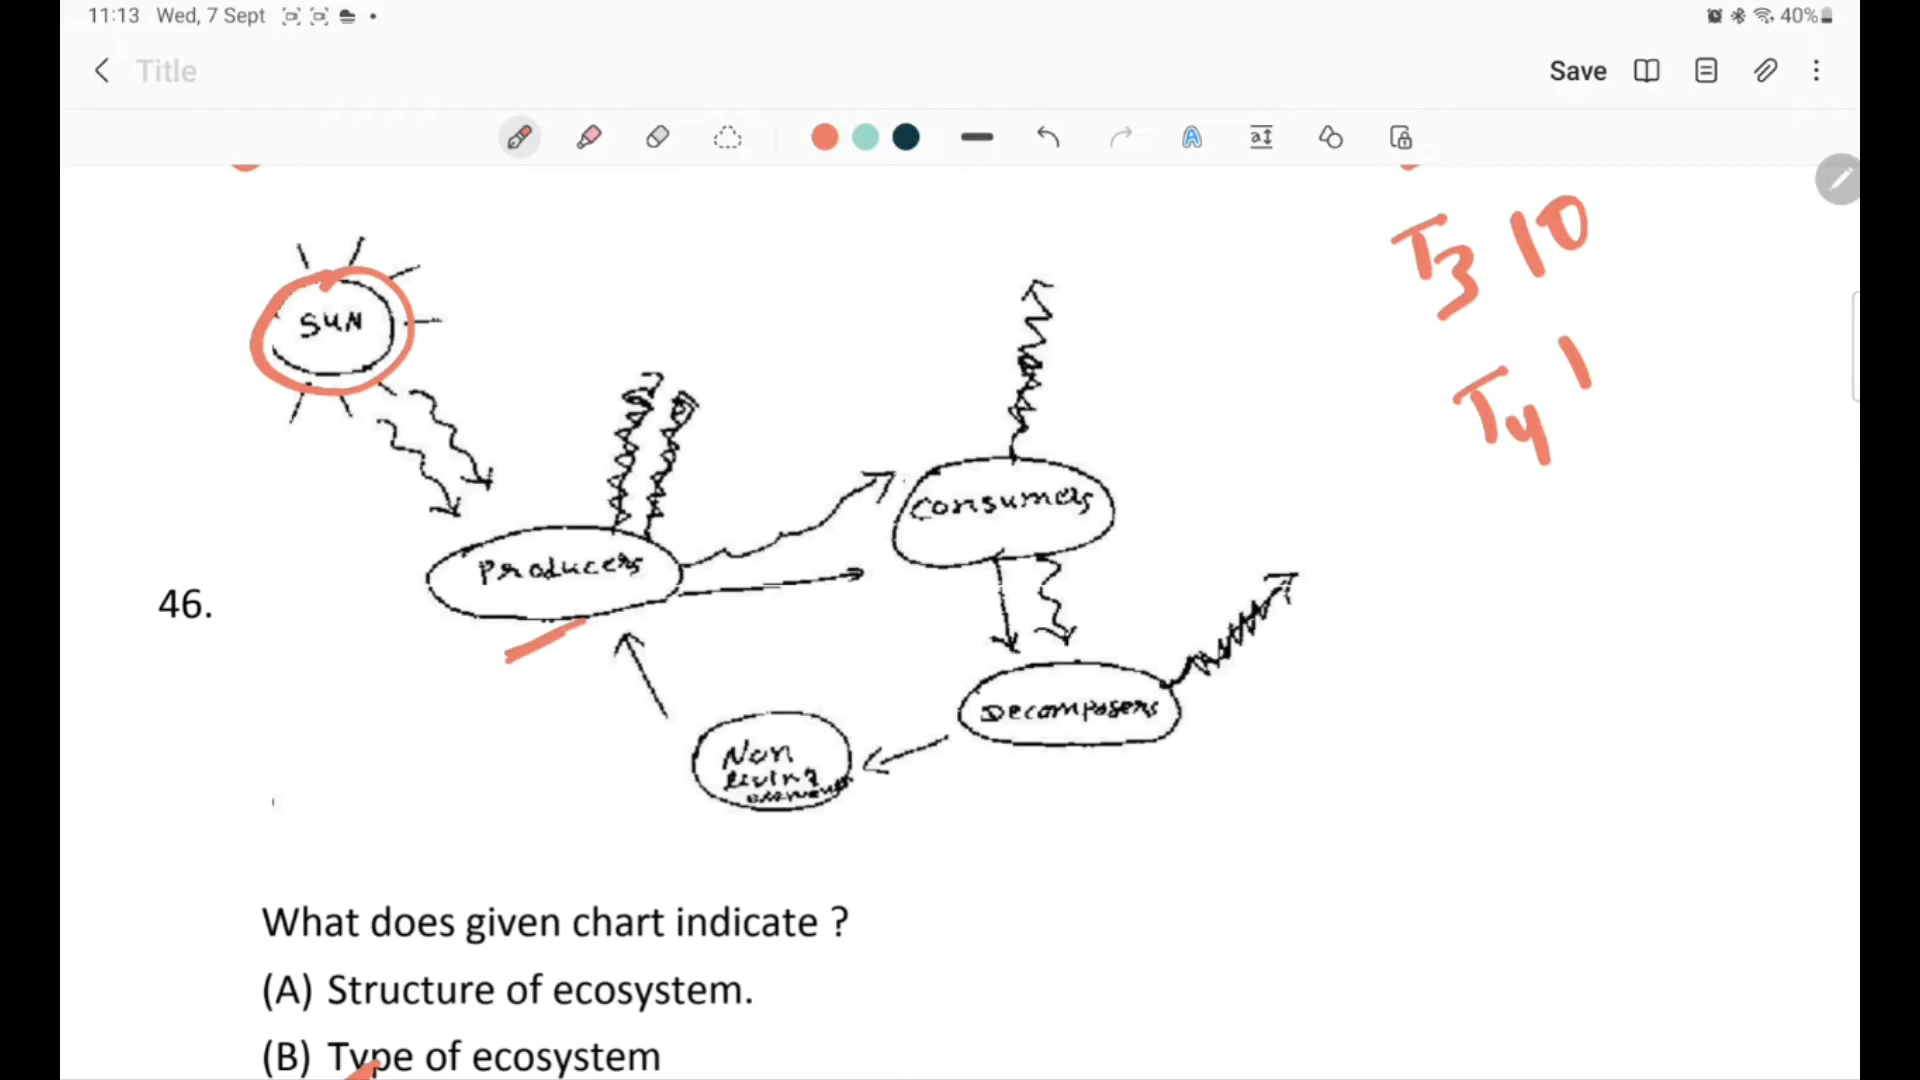 11:13 Wed, 7 Sept
40%
Title
Save
T3 10
T4 1
SUN
Consumers
Producers
46.
Decomposers
Non
living
What does given chart indicate ?
(A) Structure of ecosystem.
(B) Type of ecosystem